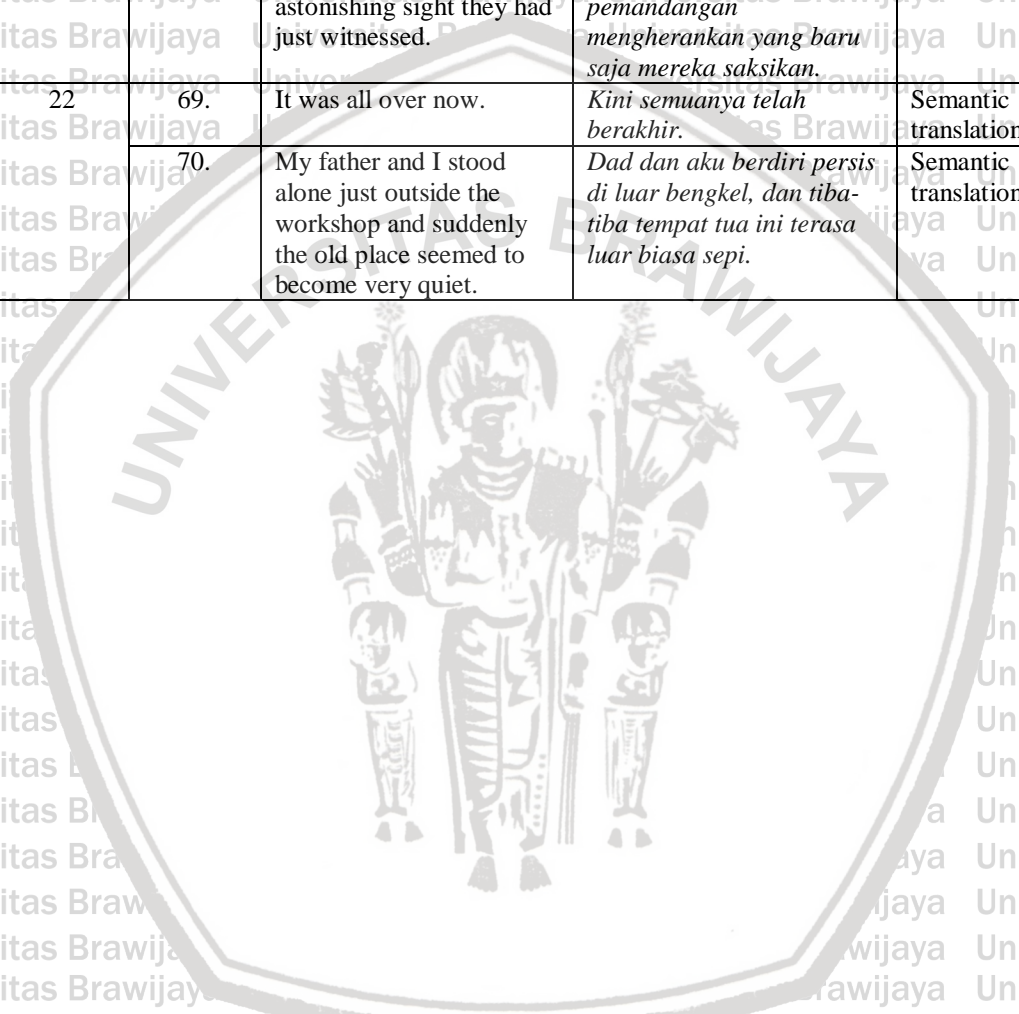 astonishing sight they had
just witnessed.
pemandangan
mengherankan yang baru
saja mereka saksikan.
22
69.
It was all over now.
Kini semuanya telah
berakhir.
Semantic
translation
70.
My father and I stood
alone just outside the
workshop and suddenly
the old place seemed to
become very quiet.
Dad dan aku berdiri persis
di luar bengkel, dan tiba-
tiba tempat tua ini terasa
luar biasa sepi.
Semantic
translation
UNIVERSITAS BRAWIJAYA